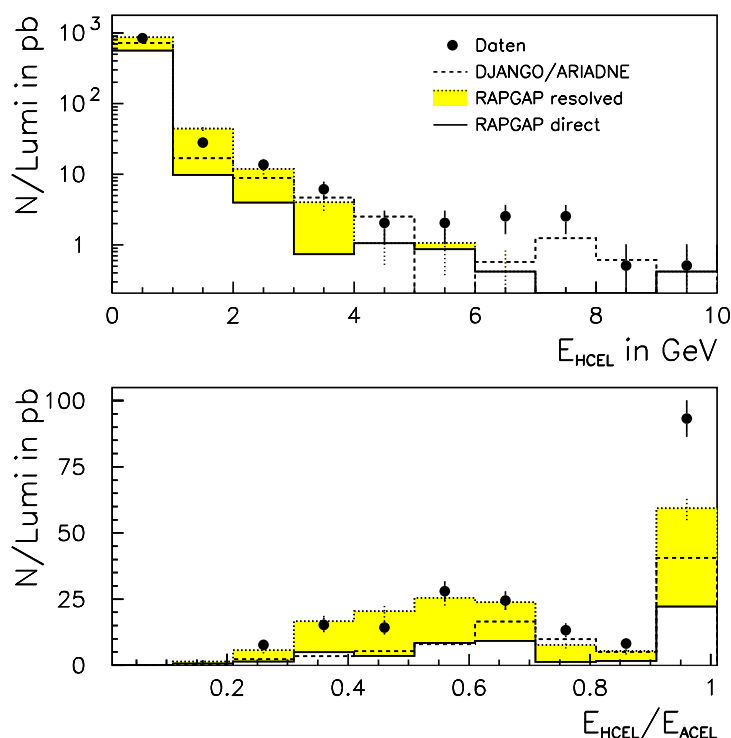 N/Lumi in pb
10³
10²
10
1
Daten
DJANGO/ARIADNE
RAPGAP resolved
RAPGAP direct
0 2 4 6 8 10
E_HCEL in GeV
N/Lumi in pb
100
75
50
25
0
0.2 0.4 0.6 0.8 1
E_HCEL/E_ACEL